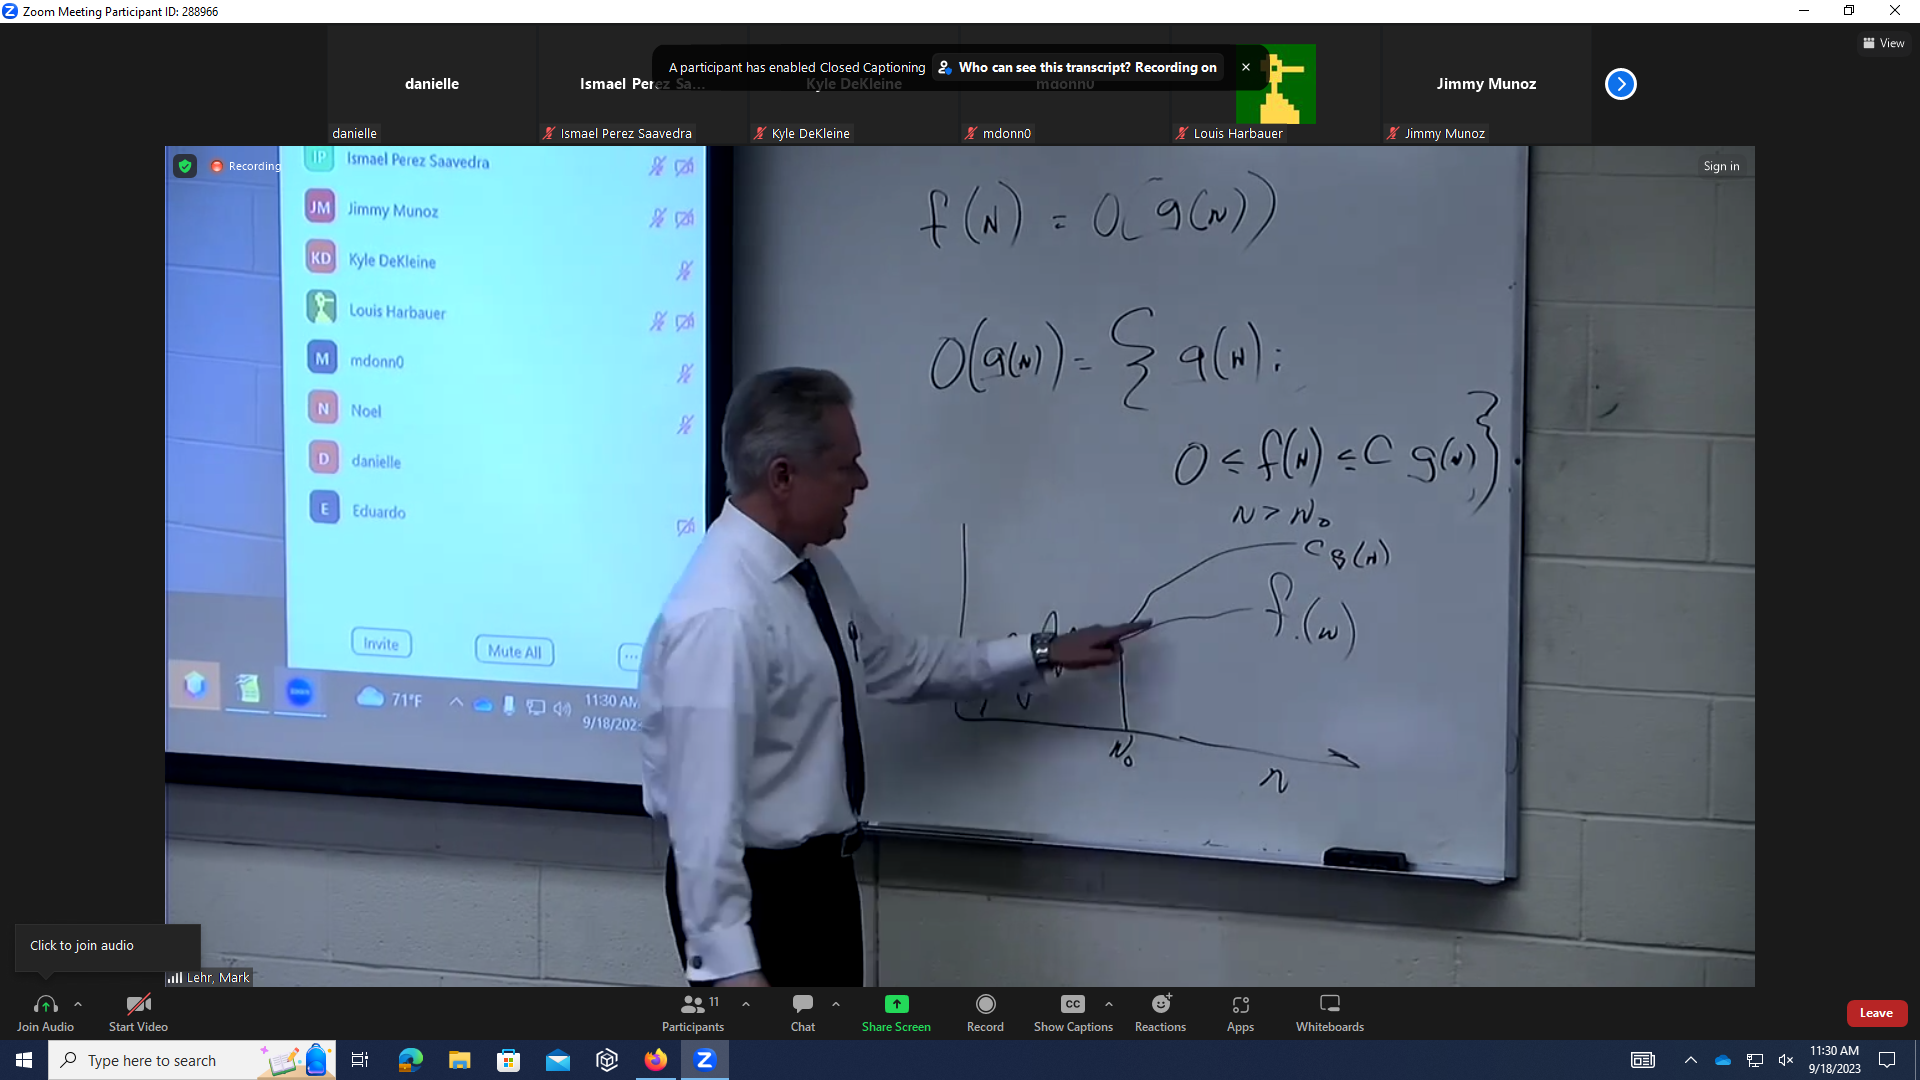 Zoom Meeting Participant ID: 288966
View
A participant has enabled Closed Captioning Who can see this transcript? Recording on
danielle
Ismael Perez Sa...
Kyle DeKleine
mdonn0
Jimmy Munoz
danielle
Ismael Perez Saavedra
Kyle DeKleine
mdonn0
Louis Harbauer
Jimmy Munoz
Recording
Sign in
IP Ismael Perez Saavedra
JM Jimmy Munoz
KD Kyle DeKleine
Louis Harbauer
M mdonn0
N Noel
D danielle
E Eduardo
Invite
Mute All
...
71°F
11:30 AM
9/18/202
f(N) = O(g(N))
O(g(N)) = { g(N):
0 ≤ f(N) ≤ C g(N) }
N > N₀
c g(N)
f(N)
N₀
n
Click to join audio
Lehr, Mark
Join Audio
Start Video
Participants
11
Chat
Share Screen
Record
CC
Show Captions
Reactions
Apps
Whiteboards
Leave
Type here to search
11:30 AM
9/18/2023